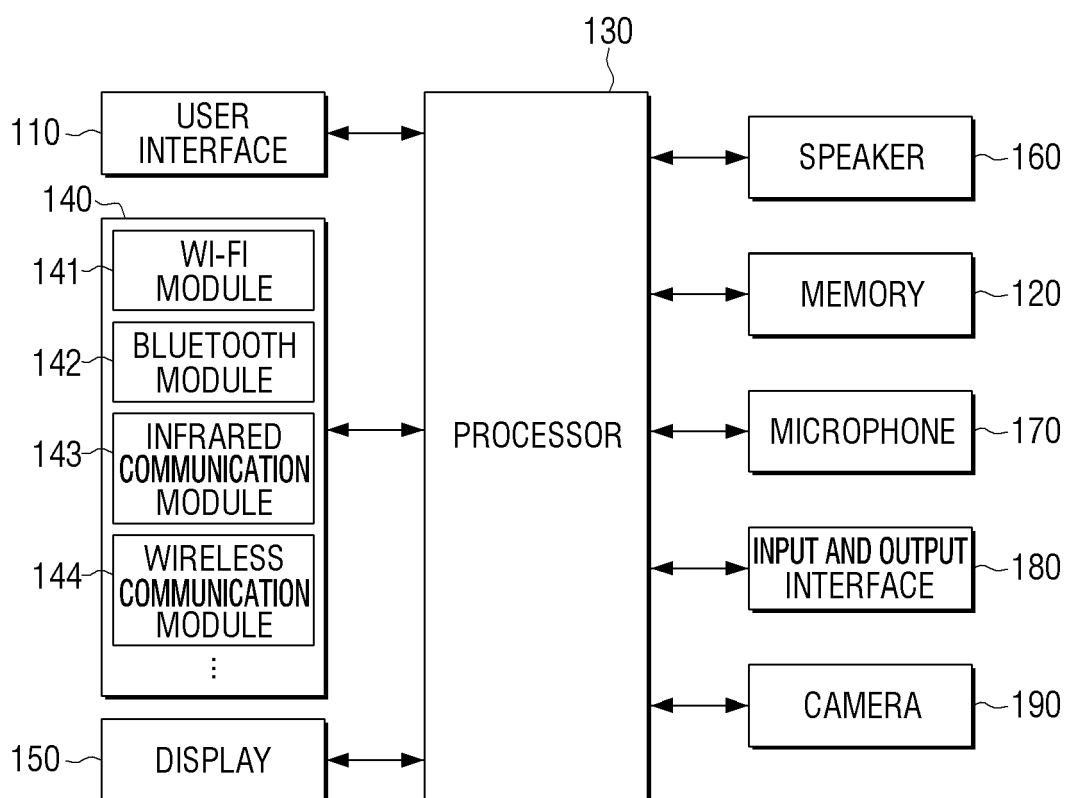 130
110
USER
INTERFACE
140
141
WI-FI
MODULE
142
BLUETOOTH
MODULE
143
INFRARED
COMMUNICATION
MODULE
144
WIRELESS
COMMUNICATION
MODULE
⋮
150
DISPLAY
PROCESSOR
SPEAKER
160
MEMORY
120
MICROPHONE
170
INPUT AND OUTPUT
INTERFACE
180
CAMERA
190